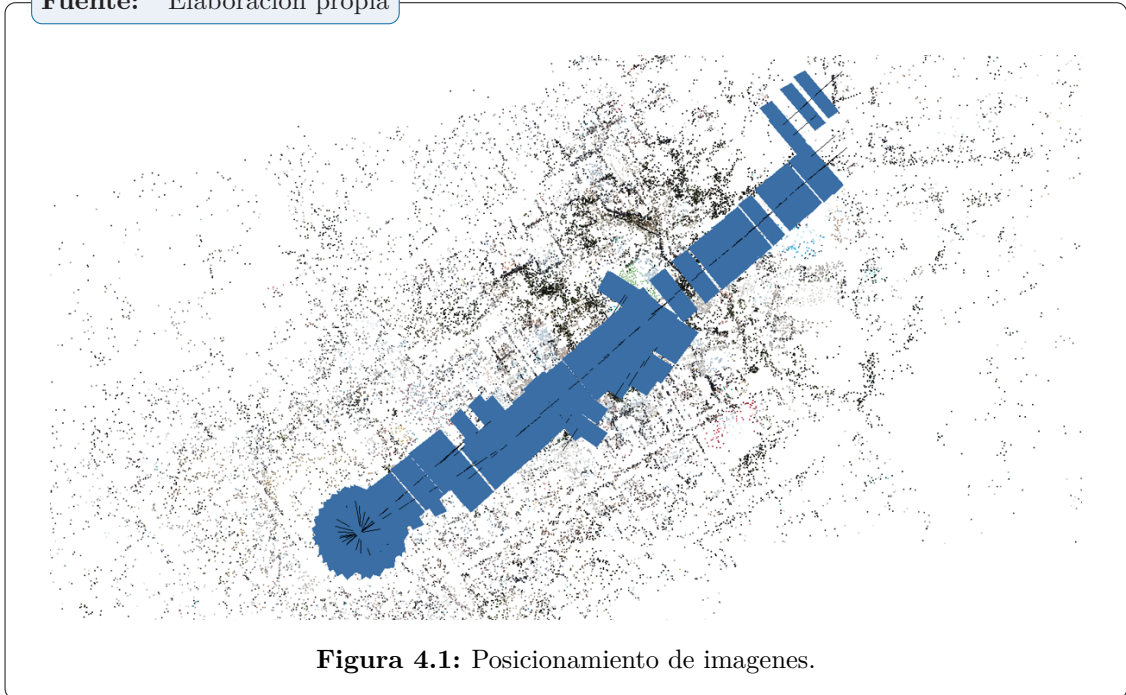 Fuente: Elaboración propia
Figura 4.1: Posicionamiento de imagenes.